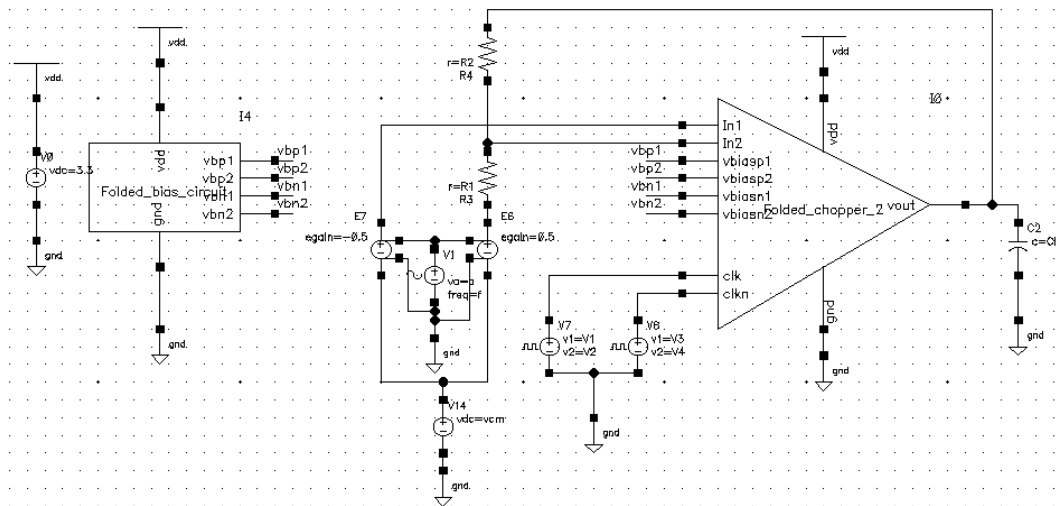 vdd
vdd
vdd
V0
vdc=3.3
gnd
I4
vdd
Folded_bias_circuit
gnd
vbp1
vbp2
vbn1
vbn2
vbp1
vbp2
vbn1
vbn2
gnd
r=R2
R4
r=R1
R3
E7
egain=-0.5
E6
egain=0.5
V1
freq=f
gnd
V14
vdc=vcm
gnd
vbp1
vbp2
vbn1
vbn2
I0
In1
In2
vbiasp1
vbiasp2
vbiasn1
vbiasn2
Folded_chopper_2
vout
clk
clkn
vdd
gnd
V7
v1=V1
v2=V2
V6
v1=V3
v2=V4
gnd
gnd
C2
gnd